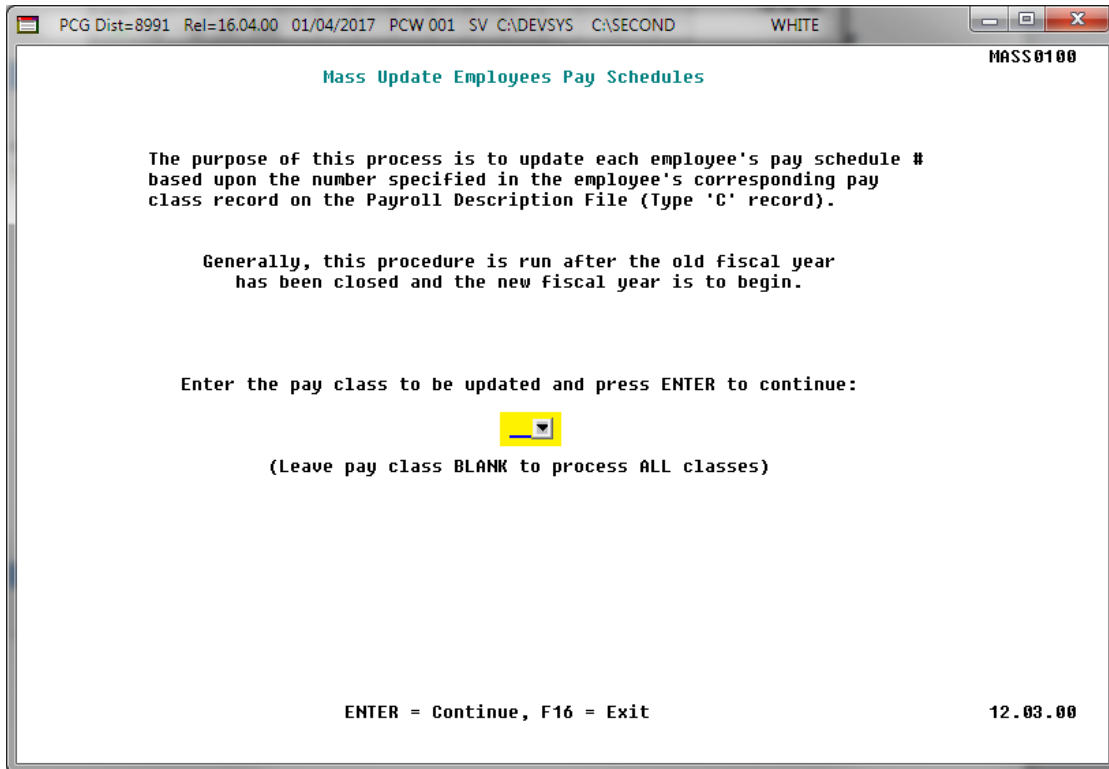 PCG Dist=8991 Rel=16.04.00 01/04/2017 PCW 001 SV C:\DEVSYS C:\SECOND WHITE
MASS0100
Mass Update Employees Pay Schedules
The purpose of this process is to update each employee's pay schedule #
based upon the number specified in the employee's corresponding pay
class record on the Payroll Description File (Type 'C' record).
Generally, this procedure is run after the old fiscal year
has been closed and the new fiscal year is to begin.
Enter the pay class to be updated and press ENTER to continue:
(Leave pay class BLANK to process ALL classes)
ENTER = Continue, F16 = Exit
12.03.00